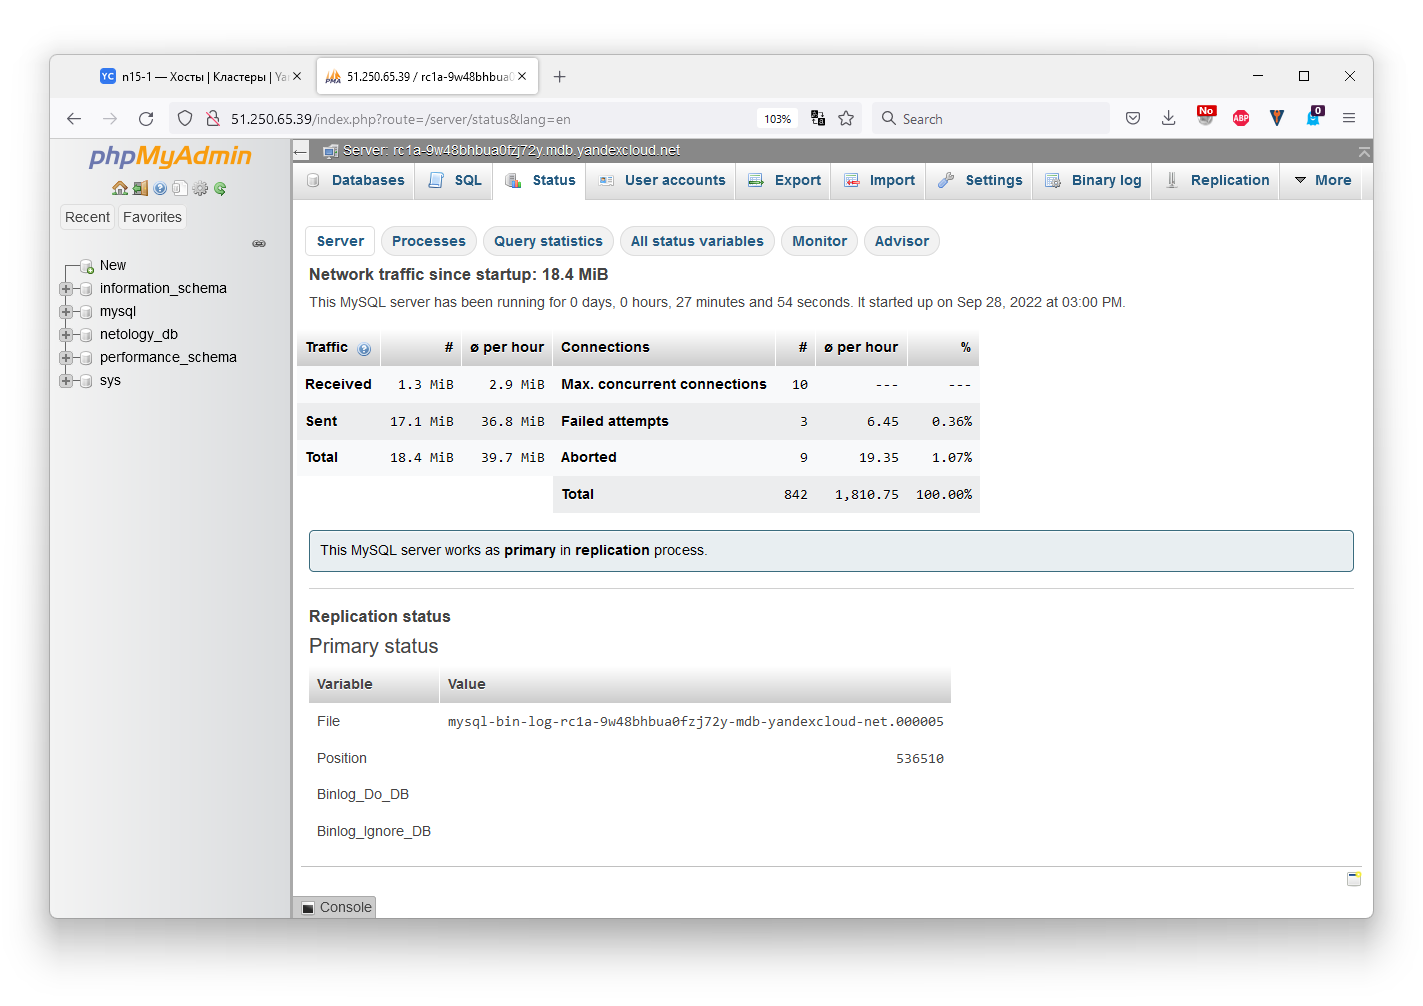 YC n15-1 — Хосты | Кластеры | Ya
PMA 51.250.65.39 / rc1a-9w48bhbua0
51.250.65.39/index.php?route=/server/status&lang=en
103%
Search
No
ABP
0
phpMyAdmin
Recent
Favorites
New
information_schema
mysql
netology_db
performance_schema
sys
Server: rc1a-9w48bhbua0fzj72y.mdb.yandexcloud.net
Databases SQL Status User accounts Export Import Settings Binary log Replication More
Server Processes Query statistics All status variables Monitor Advisor
Network traffic since startup: 18.4 MiB
This MySQL server has been running for 0 days, 0 hours, 27 minutes and 54 seconds. It started up on Sep 28, 2022 at 03:00 PM.
Traffic # ø per hour Connections # ø per hour %
Received 1.3 MiB 2.9 MiB Max. concurrent connections 10 --- ---
Sent 17.1 MiB 36.8 MiB Failed attempts 3 6.45 0.36%
Total 18.4 MiB 39.7 MiB Aborted 9 19.35 1.07%
Total 842 1,810.75 100.00%
This MySQL server works as primary in replication process.
Replication status
Primary status
Variable Value
File mysql-bin-log-rc1a-9w48bhbua0fzj72y-mdb-yandexcloud-net.000005
Position 536510
Binlog_Do_DB
Binlog_Ignore_DB
Console